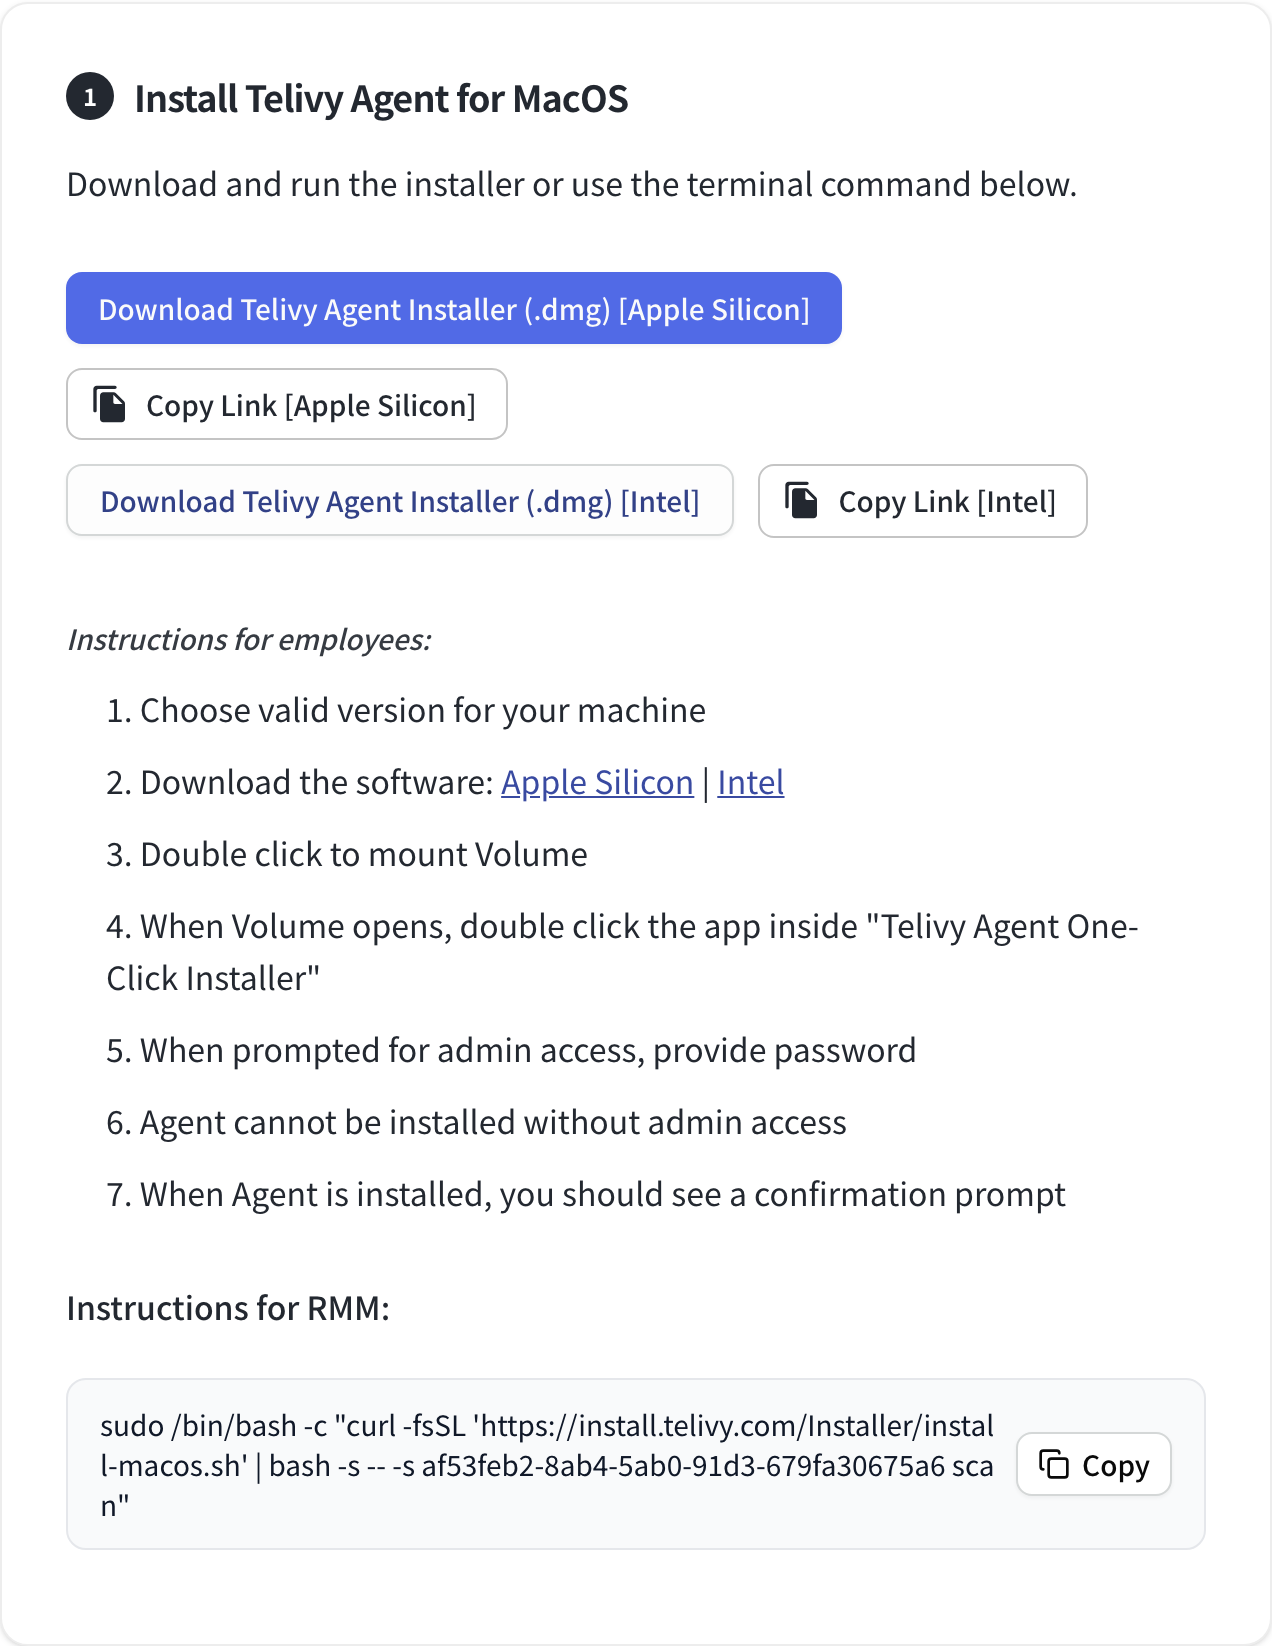 1 Install Telivy Agent for MacOS
Download and run the installer or use the terminal command below.
Download Telivy Agent Installer (.dmg) [Apple Silicon]
Copy Link [Apple Silicon]
Download Telivy Agent Installer (.dmg) [Intel] Copy Link [Intel]
Instructions for employees:
1. Choose valid version for your machine
2. Download the software: Apple Silicon | Intel
3. Double click to mount Volume
4. When Volume opens, double click the app inside "Telivy Agent One-
Click Installer"
5. When prompted for admin access, provide password
6. Agent cannot be installed without admin access
7. When Agent is installed, you should see a confirmation prompt
Instructions for RMM:
sudo /bin/bash -c "curl -fsSL 'https://install.telivy.com/Installer/instal
l-macos.sh' | bash -s -- -s af53feb2-8ab4-5ab0-91d3-679fa30675a6 sca
n"
Copy